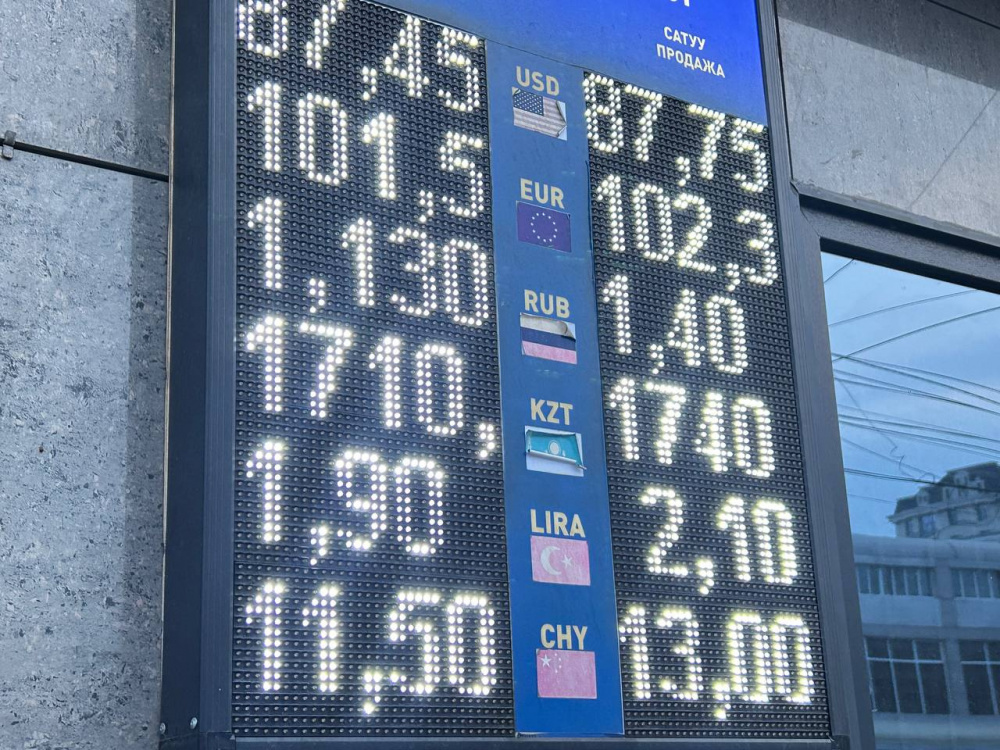 САТУУ
ПРОДАЖА
87,45 USD 87,75
101,5 EUR 102,3
1,130 RUB 1,40
1710, KZT 1740
1,90 LIRA 2,10
11,50 CHY 13,00